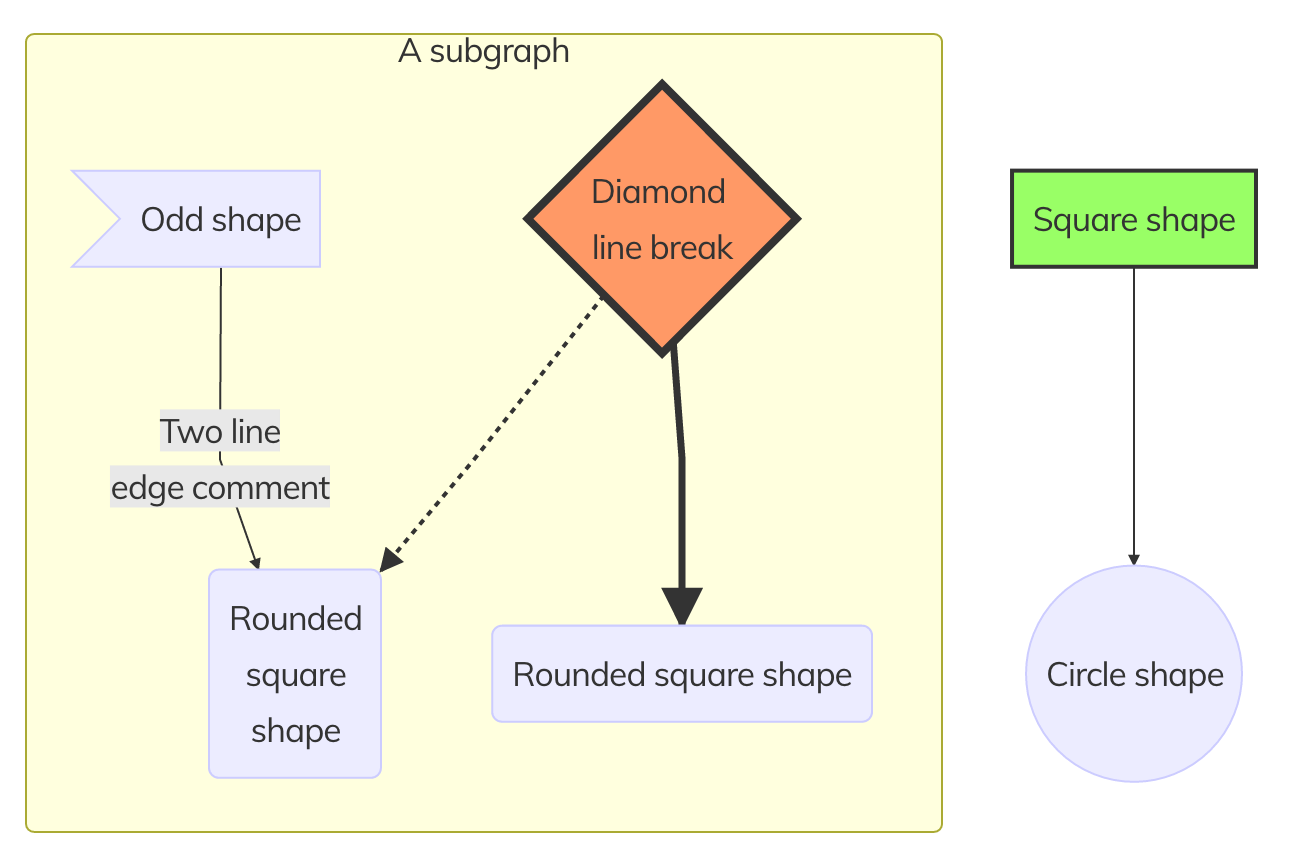 A subgraph
Odd shape
Diamond
line break
Square shape
Two line
edge comment
Rounded
square
shape
Rounded square shape
Circle shape